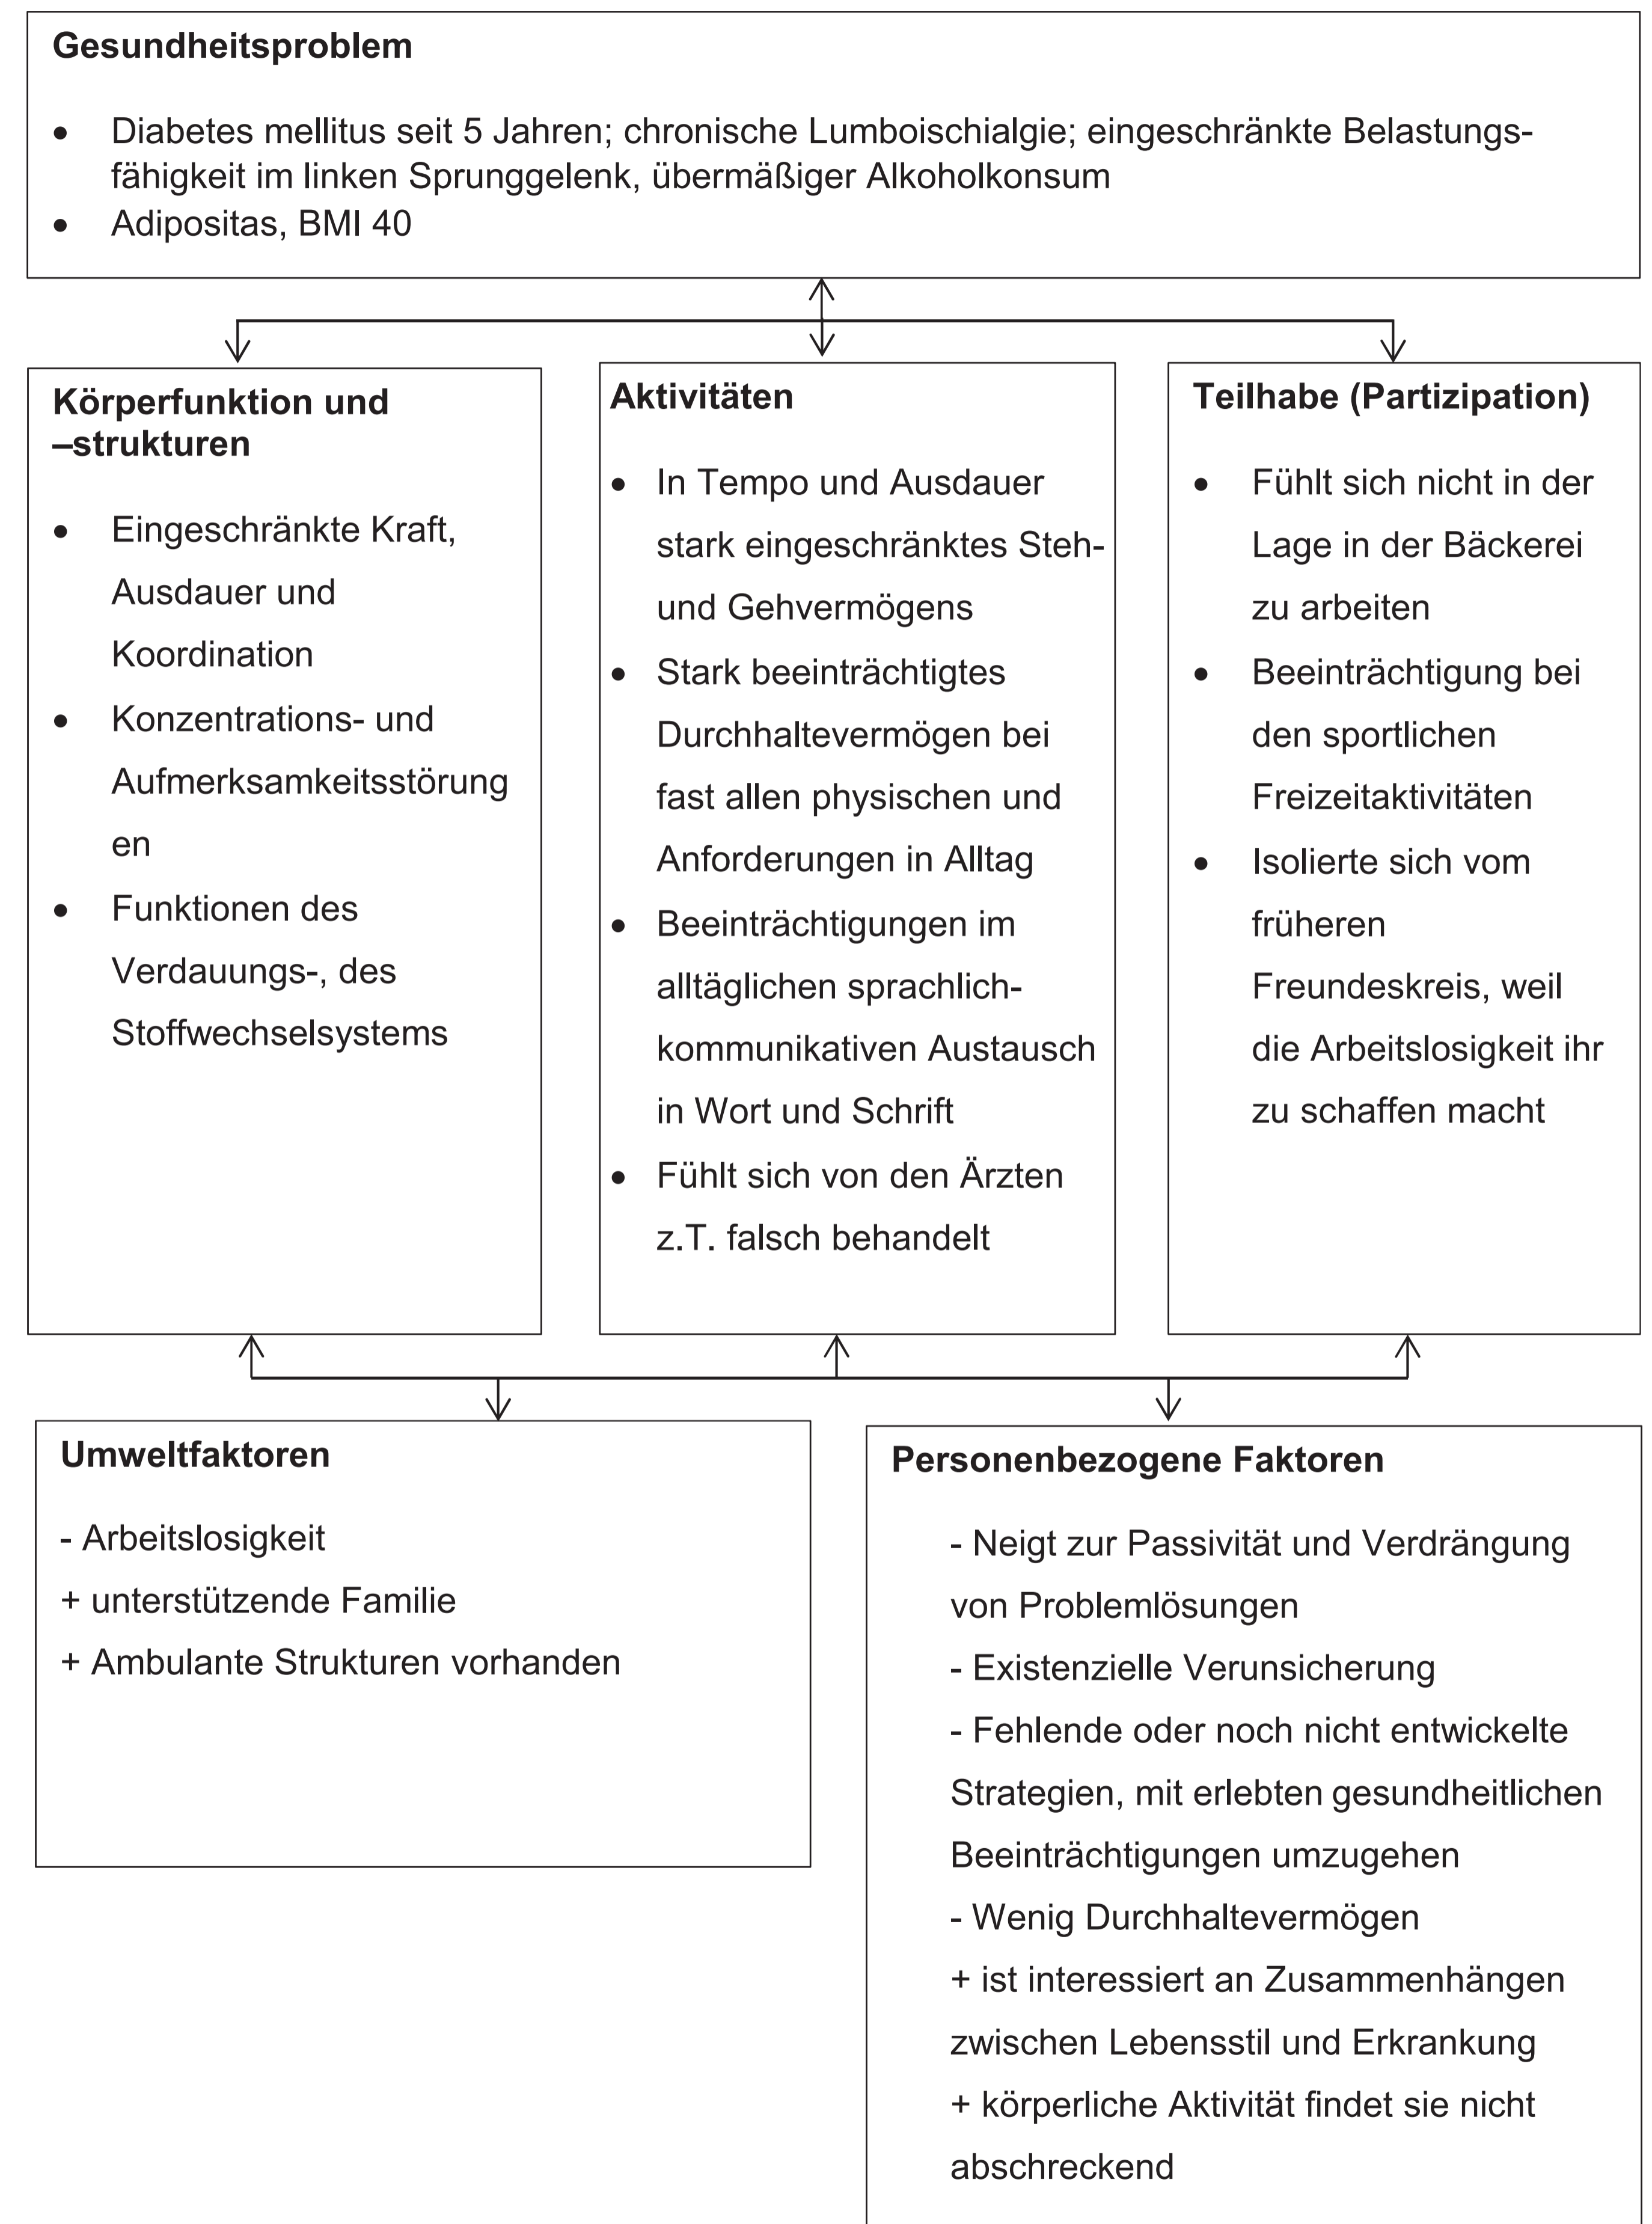 Gesundheitsproblem
● Diabetes mellitus seit 5 Jahren; chronische Lumboischialgie; eingeschränkte Belastungs-
fähigkeit im linken Sprunggelenk, übermäßiger Alkoholkonsum
● Adipositas, BMI 40
Körperfunktion und
–strukturen
● Eingeschränkte Kraft,
Ausdauer und
Koordination
● Konzentrations- und
Aufmerksamkeitsstörung
en
● Funktionen des
Verdauungs-, des
Stoffwechselsystems
Aktivitäten
● In Tempo und Ausdauer
stark eingeschränktes Steh-
und Gehvermögens
● Stark beeinträchtigtes
Durchhaltevermögen bei
fast allen physischen und
Anforderungen in Alltag
● Beeinträchtigungen im
alltäglichen sprachlich-
kommunikativen Austausch
in Wort und Schrift
● Fühlt sich von den Ärzten
z.T. falsch behandelt
Teilhabe (Partizipation)
● Fühlt sich nicht in der
Lage in der Bäckerei
zu arbeiten
● Beeinträchtigung bei
den sportlichen
Freizeitaktivitäten
● Isolierte sich vom
früheren
Freundeskreis, weil
die Arbeitslosigkeit ihr
zu schaffen macht
Umweltfaktoren
- Arbeitslosigkeit
+ unterstützende Familie
+ Ambulante Strukturen vorhanden
Personenbezogene Faktoren
- Neigt zur Passivität und Verdrängung
von Problemlösungen
- Existenzielle Verunsicherung
- Fehlende oder noch nicht entwickelte
Strategien, mit erlebten gesundheitlichen
Beeinträchtigungen umzugehen
- Wenig Durchhaltevermögen
+ ist interessiert an Zusammenhängen
zwischen Lebensstil und Erkrankung
+ körperliche Aktivität findet sie nicht
abschreckend